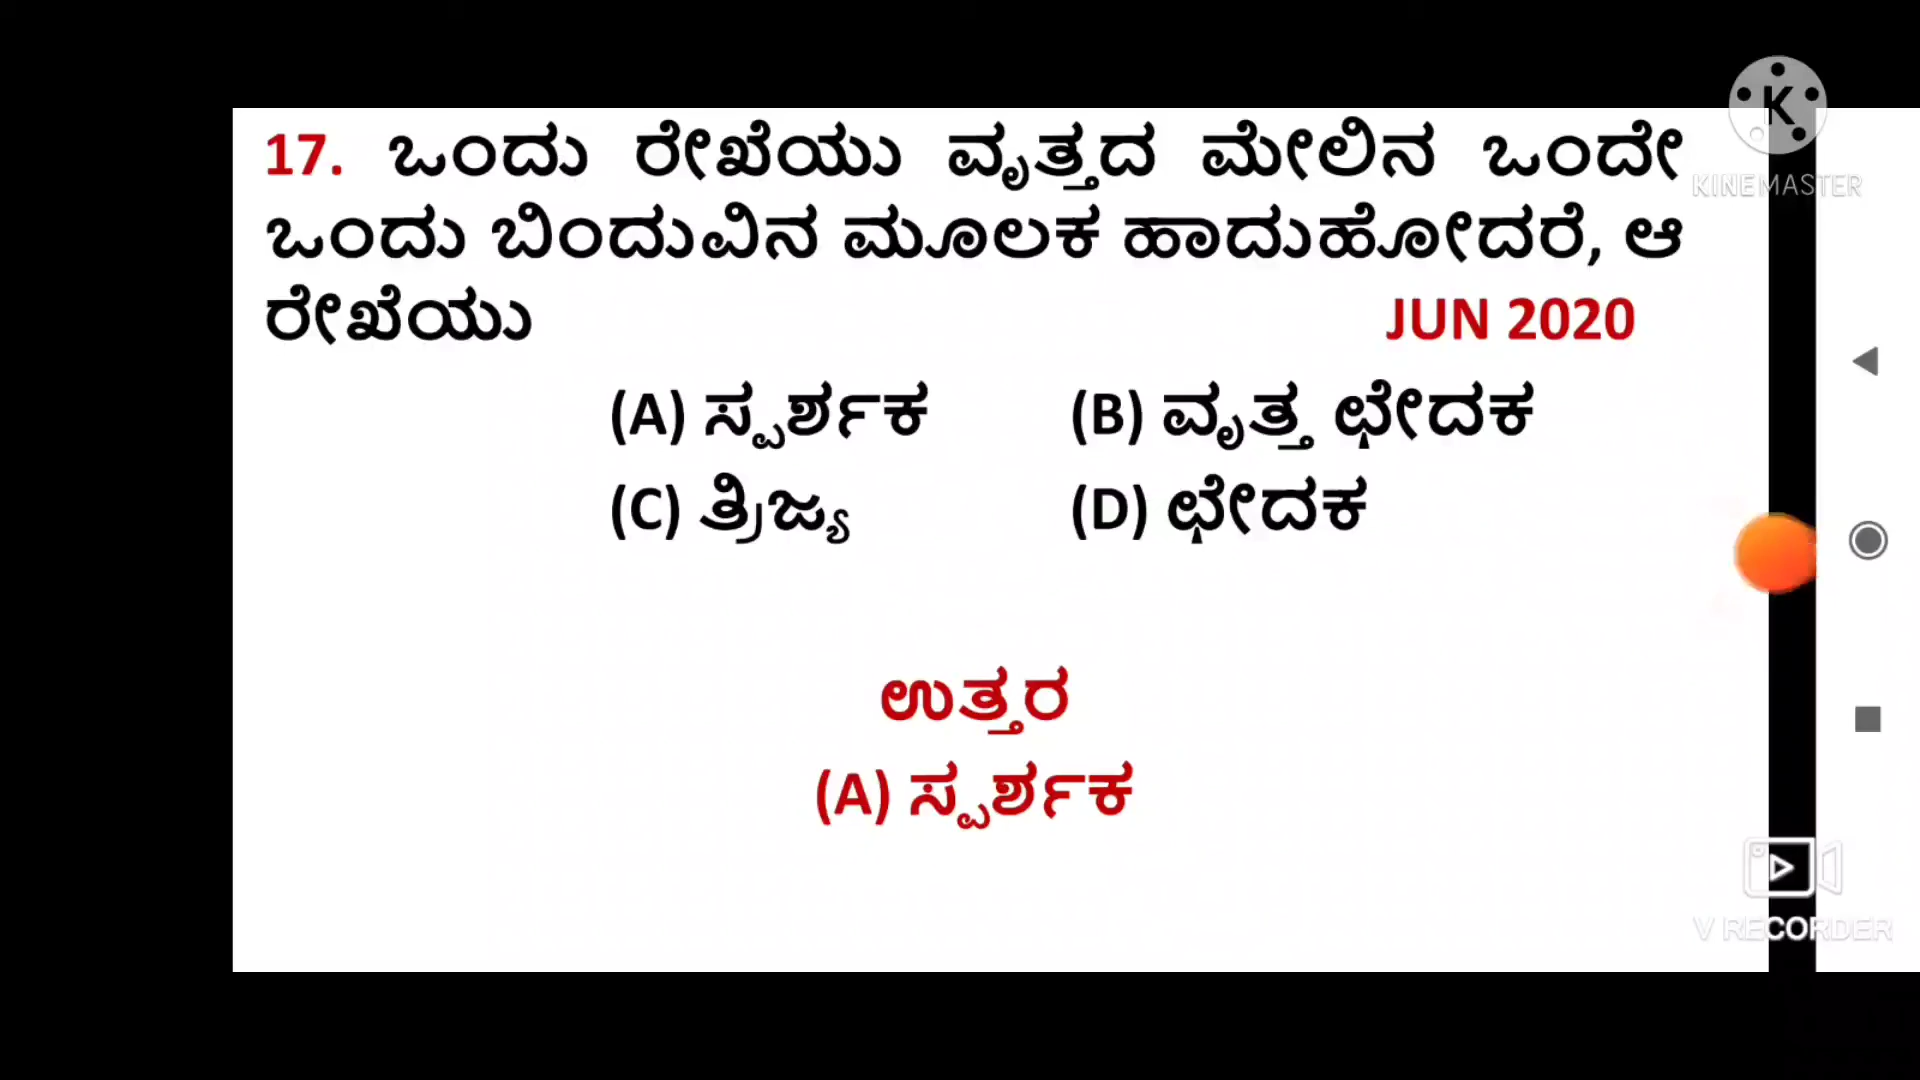 17. ಒಂದು ರೇಖೆಯು ವೃತ್ತದ ಮೇಲಿನ ಒಂದೇ
ಒಂದು ಬಿಂದುವಿನ ಮೂಲಕ ಹಾದುಹೋದರೆ, ಆ
ರೇಖೆಯು JUN 2020
(A) ಸ್ಪರ್ಶಕ (B) ವೃತ್ತ ಛೇದಕ
(C) ತ್ರಿಜ್ಯ (D) ಛೇದಕ
ಉತ್ತರ
(A) ಸ್ಪರ್ಶಕ
K
KINEMASTER
V RECORDER